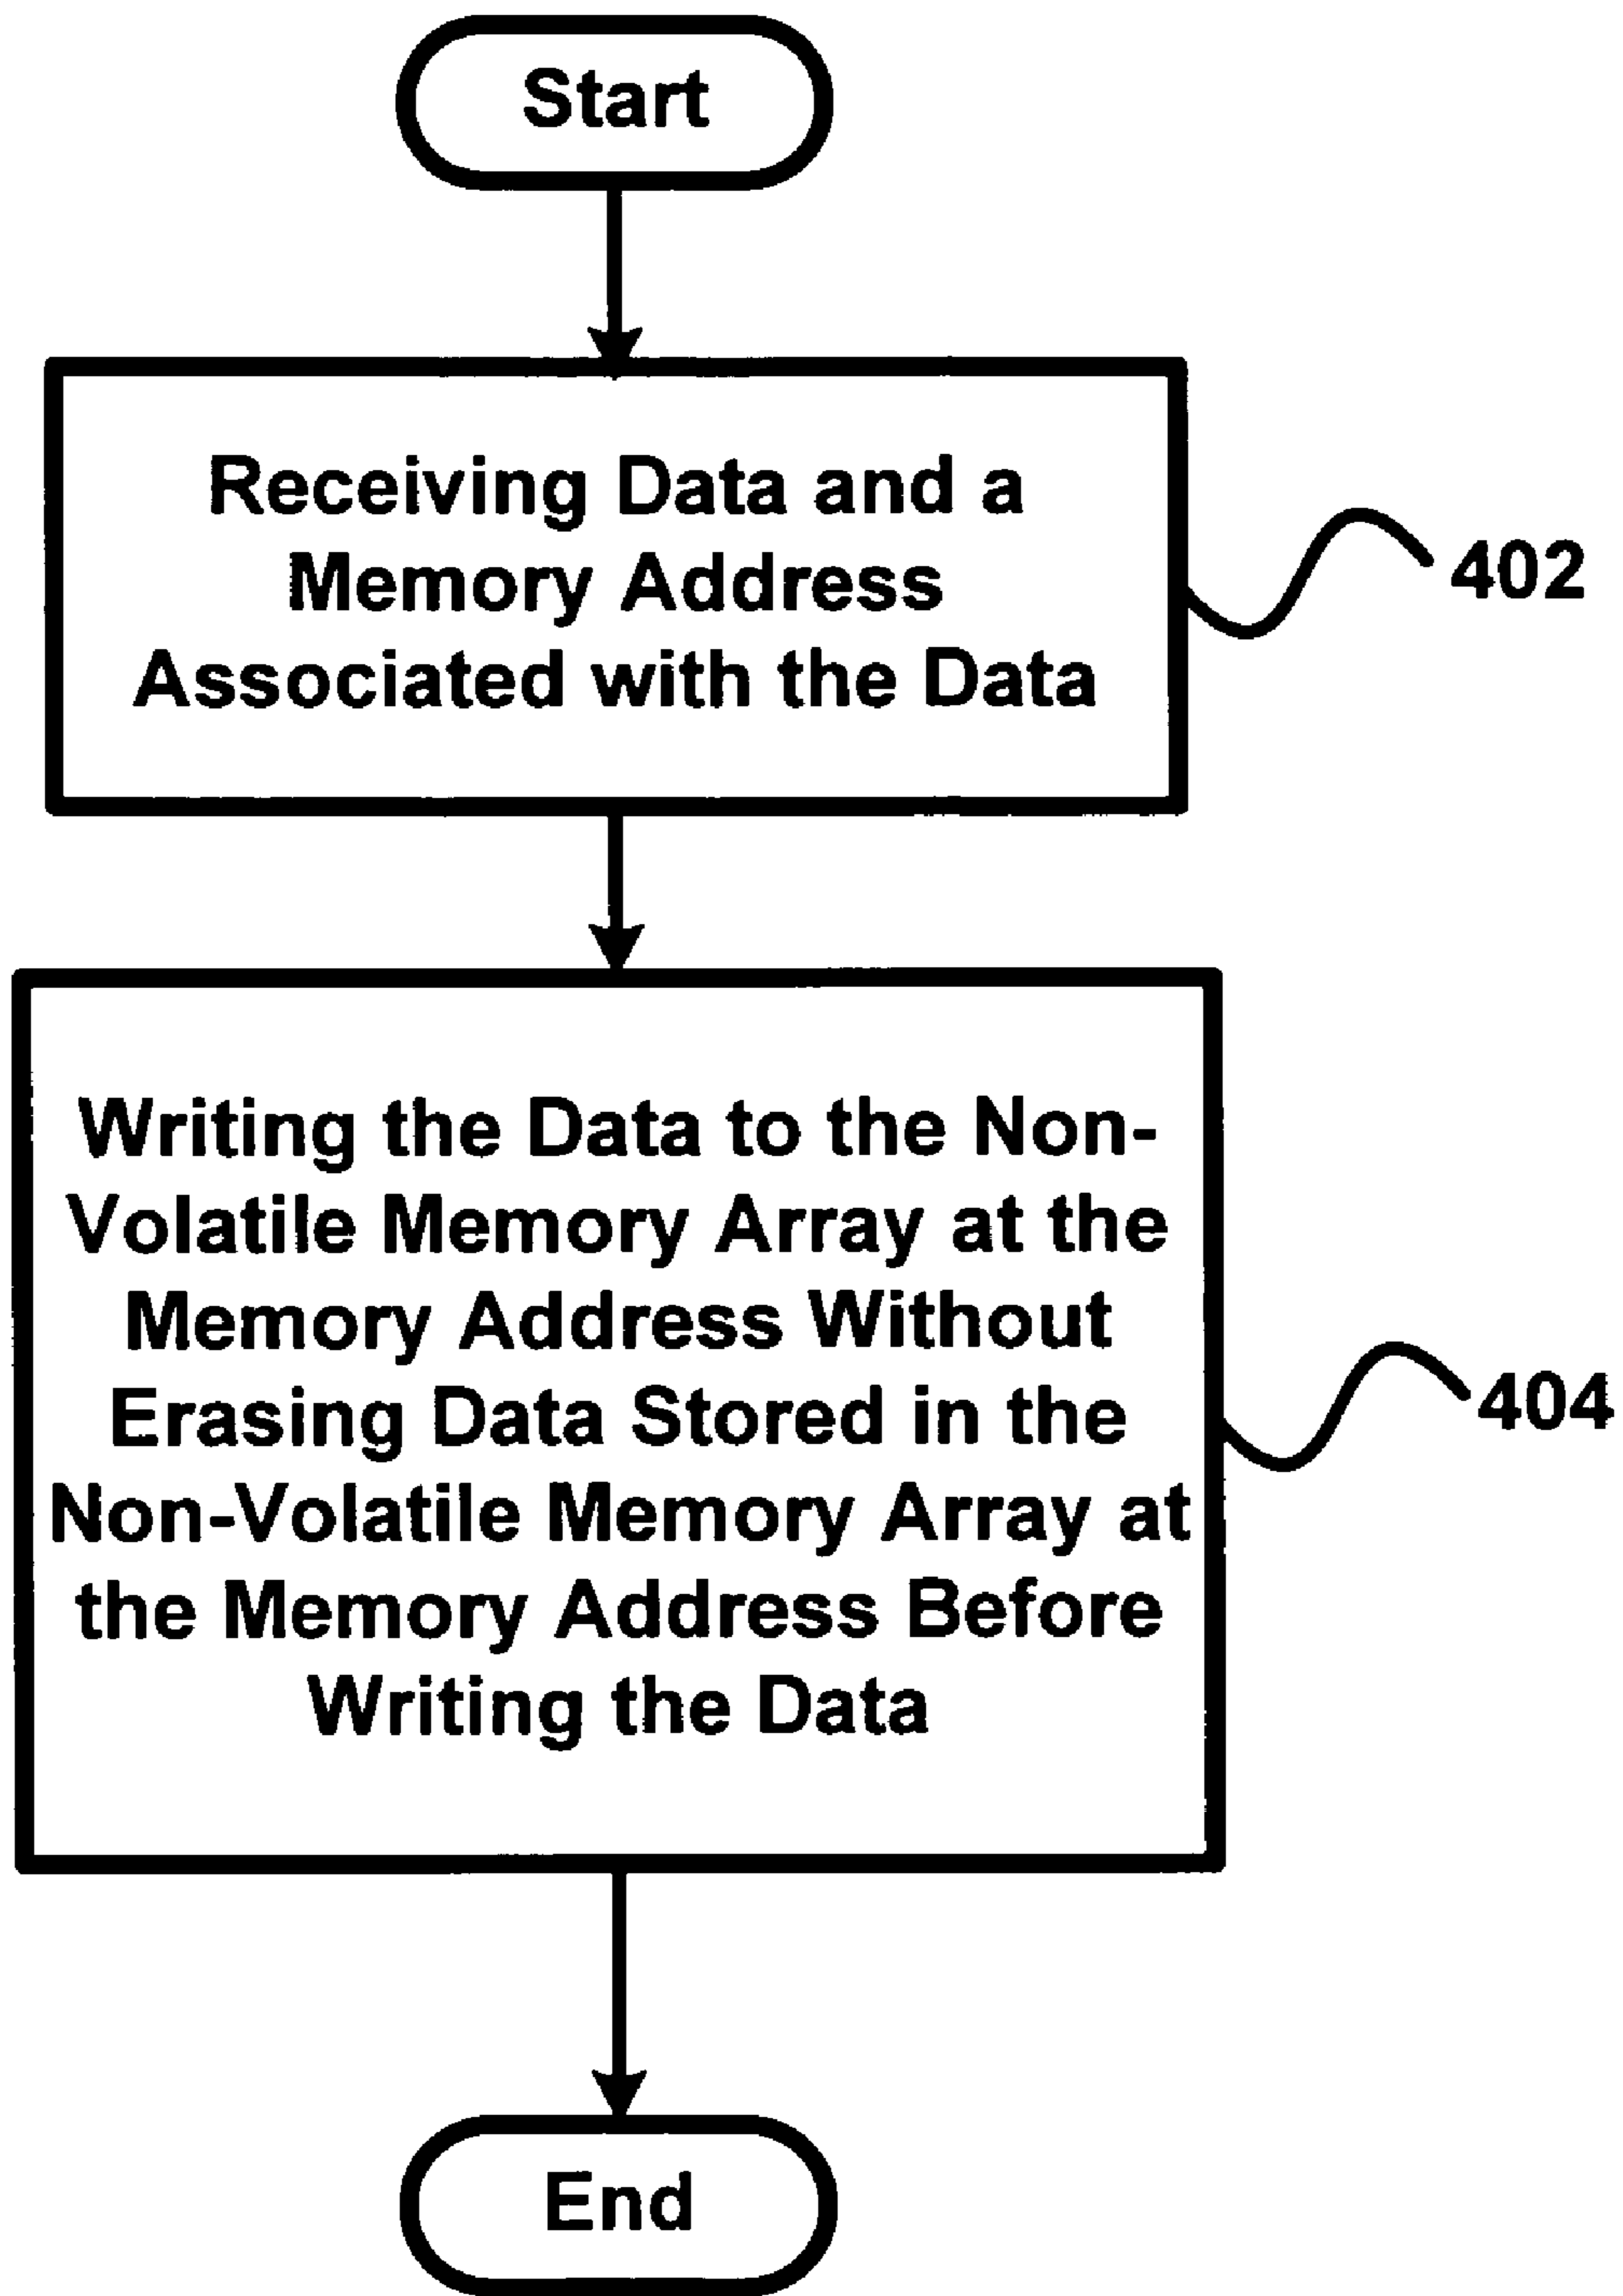 Start
Receiving Data and a
Memory Address
Associated with the Data
402
Writing the Data to the Non-
Volatile Memory Array at the
Memory Address Without
Erasing Data Stored in the
Non-Volatile Memory Array at
the Memory Address Before
Writing the Data
404
End